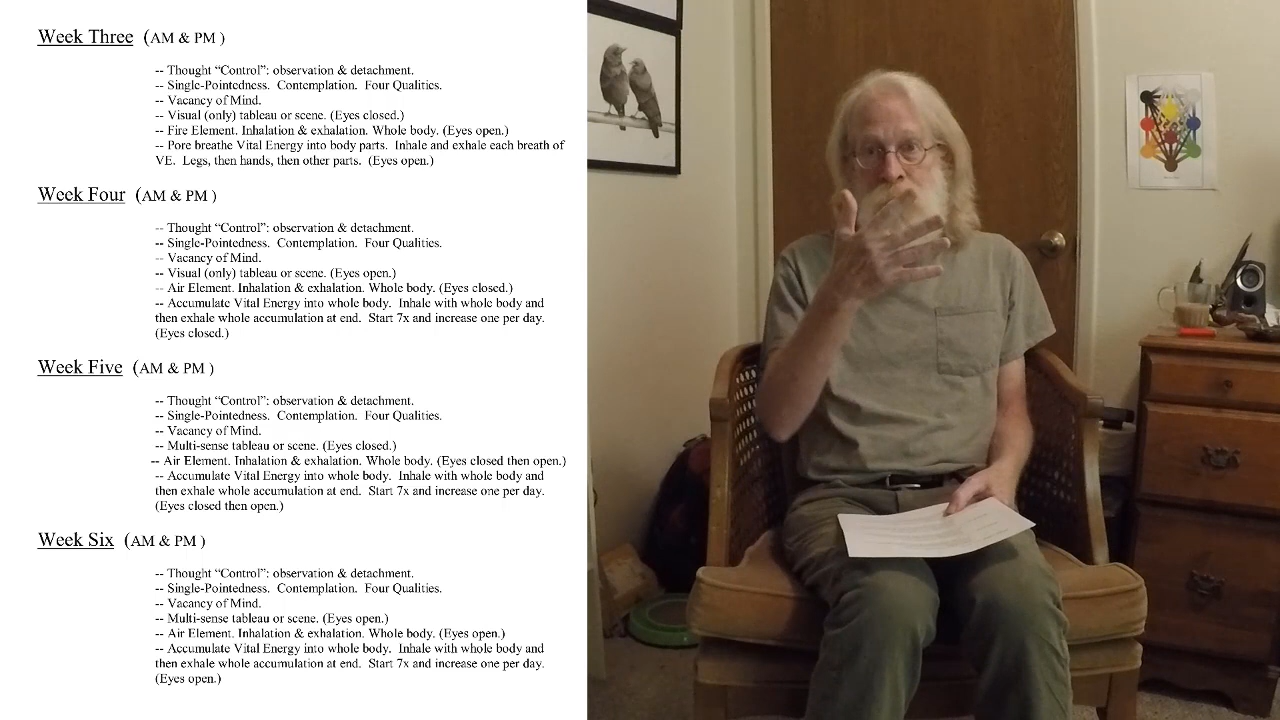 Week Three (AM & PM )
-- Thought “Control”: observation & detachment.
-- Single-Pointedness. Contemplation. Four Qualities.
-- Vacancy of Mind.
-- Visual (only) tableau or scene. (Eyes closed.)
-- Fire Element. Inhalation & exhalation. Whole body. (Eyes open.)
-- Pore breathe Vital Energy into body parts. Inhale and exhale each breath of
VE. Legs, then hands, then other parts. (Eyes open.)
Week Four (AM & PM )
-- Thought “Control”: observation & detachment.
-- Single-Pointedness. Contemplation. Four Qualities.
-- Vacancy of Mind.
-- Visual (only) tableau or scene. (Eyes open.)
-- Air Element. Inhalation & exhalation. Whole body. (Eyes closed.)
-- Accumulate Vital Energy into whole body. Inhale with whole body and
then exhale whole accumulation at end. Start 7x and increase one per day.
(Eyes closed.)
Week Five (AM & PM )
-- Thought “Control”: observation & detachment.
-- Single-Pointedness. Contemplation. Four Qualities.
-- Vacancy of Mind.
-- Multi-sense tableau or scene. (Eyes closed.)
-- Air Element. Inhalation & exhalation. Whole body. (Eyes closed then open.)
-- Accumulate Vital Energy into whole body. Inhale with whole body and
then exhale whole accumulation at end. Start 7x and increase one per day.
(Eyes closed then open.)
Week Six (AM & PM )
-- Thought “Control”: observation & detachment.
-- Single-Pointedness. Contemplation. Four Qualities.
-- Vacancy of Mind.
-- Multi-sense tableau or scene. (Eyes open.)
-- Air Element. Inhalation & exhalation. Whole body. (Eyes open.)
-- Accumulate Vital Energy into whole body. Inhale with whole body and
then exhale whole accumulation at end. Start 7x and increase one per day.
(Eyes open.)